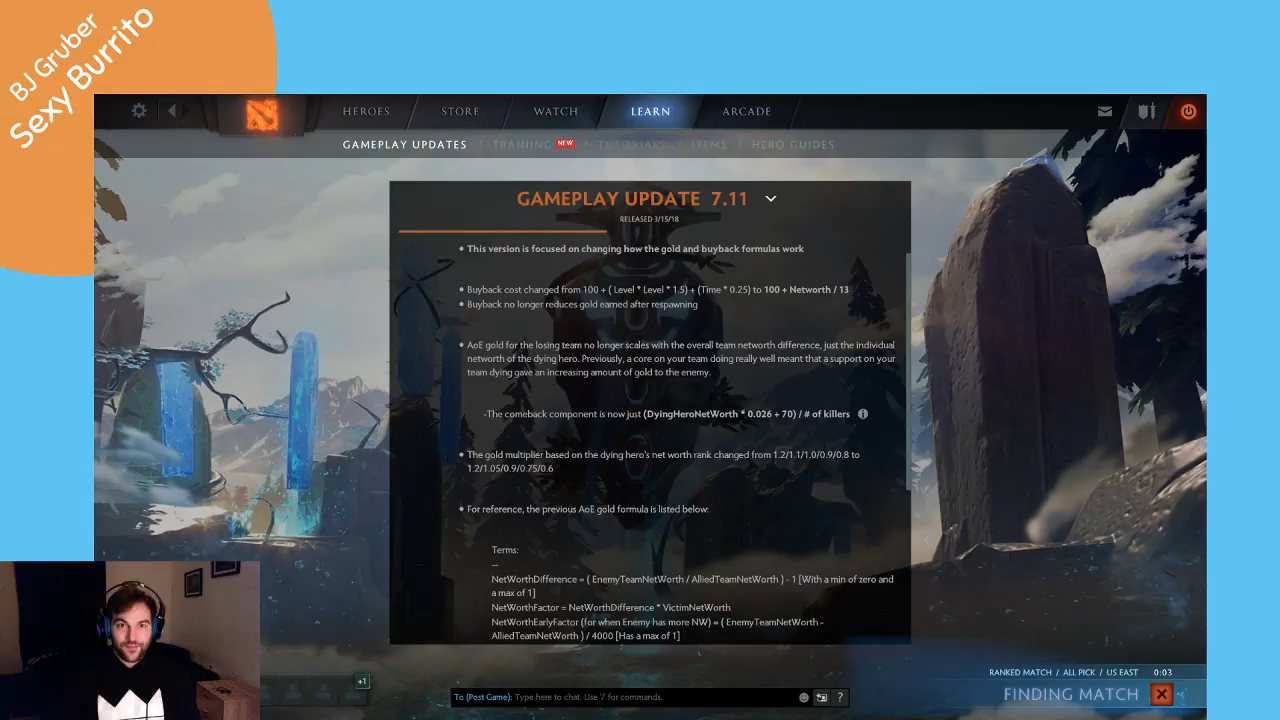 BJ Gruber
Sexy Burrito
HEROES
STORE
WATCH
LEARN
ARCADE
GAMEPLAY UPDATES / TRAINING NEW / TUTORIALS / ITEMS / HERO GUIDES
GAMEPLAY UPDATE 7.11
RELEASED 3/15/18
• This version is focused on changing how the gold and buyback formulas work
• Buyback cost changed from 100 + ( Level * Level * 1.5) + (Time * 0.25) to 100 + Networth / 13
• Buyback no longer reduces gold earned after respawning
• AoE gold for the losing team no longer scales with the overall team networth difference, just the individual
networth of the dying hero. Previously, a core on your team doing really well meant that a support on your
team dying gave an increasing amount of gold to the enemy.
-The comeback component is now just (DyingHeroNetWorth * 0.026 + 70) / # of killers
• The gold multiplier based on the dying hero's net worth rank changed from 1.2/1.1/1.0/0.9/0.8 to
1.2/1.05/0.9/0.75/0.6
• For reference, the previous AoE gold formula is listed below:
Terms:
--
NetWorthDifference = ( EnemyTeamNetWorth / AlliedTeamNetWorth ) - 1 [With a min of zero and
a max of 1]
NetWorthFactor = NetWorthDifference * VictimNetWorth
NetWorthEarlyFactor (for when Enemy has more NW) = ( EnemyTeamNetWorth -
AlliedTeamNetWorth ) / 4000 [Has a max of 1]
RANKED MATCH / ALL PICK / US EAST 0:03
FINDING MATCH
+1
To (Post Game): Type here to chat. Use '/' for commands.
?